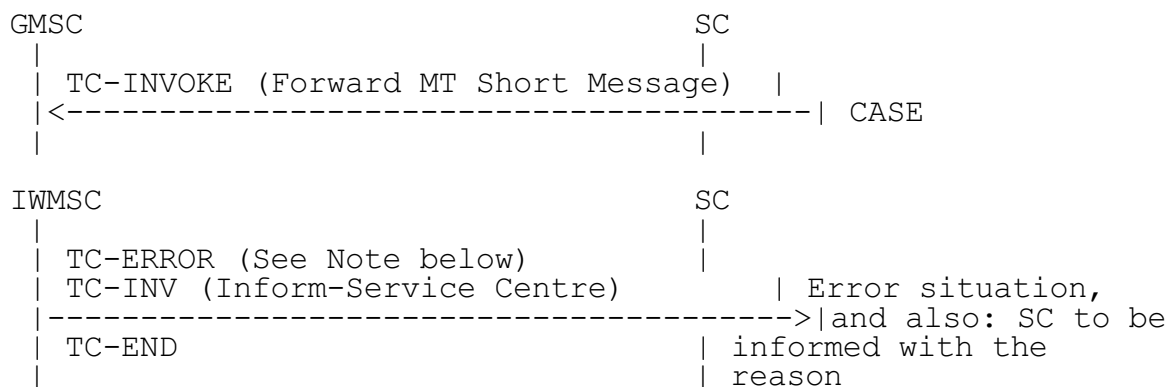 GMSC                                     SC
 |                                       |
 | TC-INVOKE (Forward MT Short Message)  |
 |<-----------------------------------------| CASE
 |                                       |
IWMSC                                    SC
 |                                       |
 | TC-ERROR (See Note below)             |
 | TC-INV (Inform-Service Centre)        | Error situation,
 |----------------------------------------->|and also: SC to be
 | TC-END                                | informed with the
 |                                       | reason